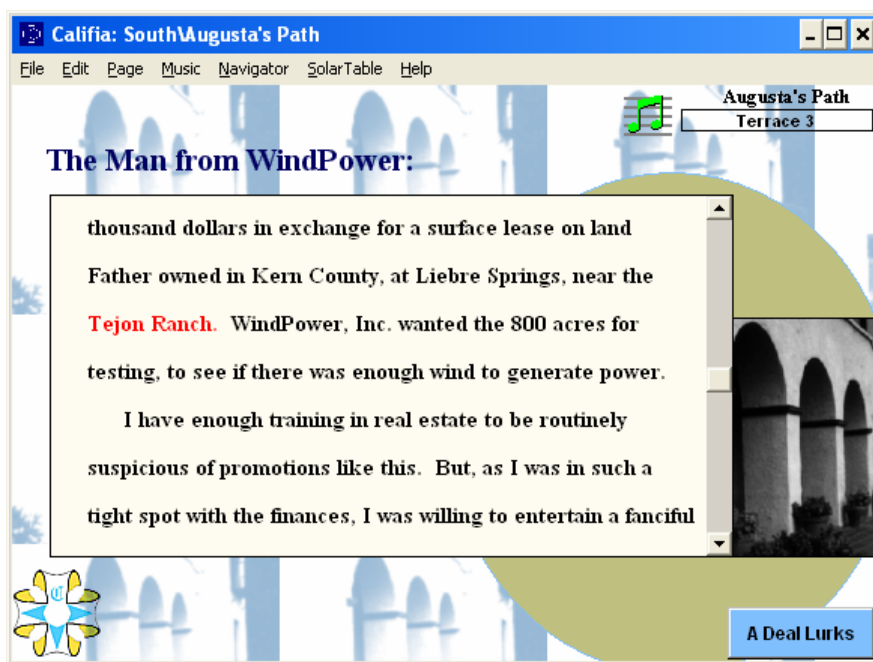 Califia: South\Augusta's Path
File Edit Page Music Navigator SolarTable Help
Augusta's Path
Terrace 3
The Man from WindPower:
thousand dollars in exchange for a surface lease on land
Father owned in Kern County, at Liebre Springs, near the
Tejon Ranch. WindPower, Inc. wanted the 800 acres for
testing, to see if there was enough wind to generate power.
I have enough training in real estate to be routinely
suspicious of promotions like this. But, as I was in such a
tight spot with the finances, I was willing to entertain a fanciful
C
A Deal Lurks